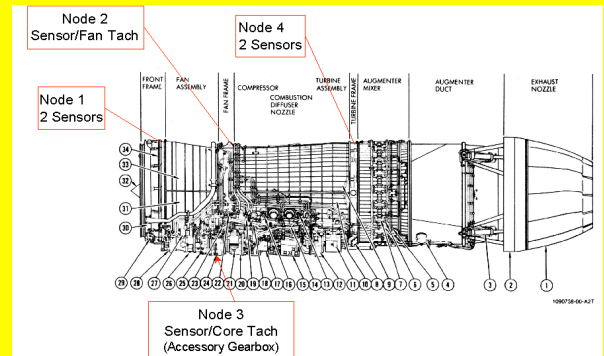 Node 2
Sensor/Fan Tach
Node 4
2 Sensors
Node 1
2 Sensors
FRONT
FRAME
FAN
ASSEMBLY
FAN FRAME
COMPRESSOR
COMBUSTION
DIFFUSER
NOZZLE
TURBINE
ASSEMBLY
TURBINE FRAME
AUGMENTER
MIXER
AUGMENTER
DUCT
EXHAUST
NOZZLE
34
33
32
31
30
29 28 27 26 25 23 24 22 21 20 19 18 17 16 15 14 13 12 11 10 8 9 7 6 5 4 3 2 1
1090738-00-A2T
Node 3
Sensor/Core Tach
(Accessory Gearbox)